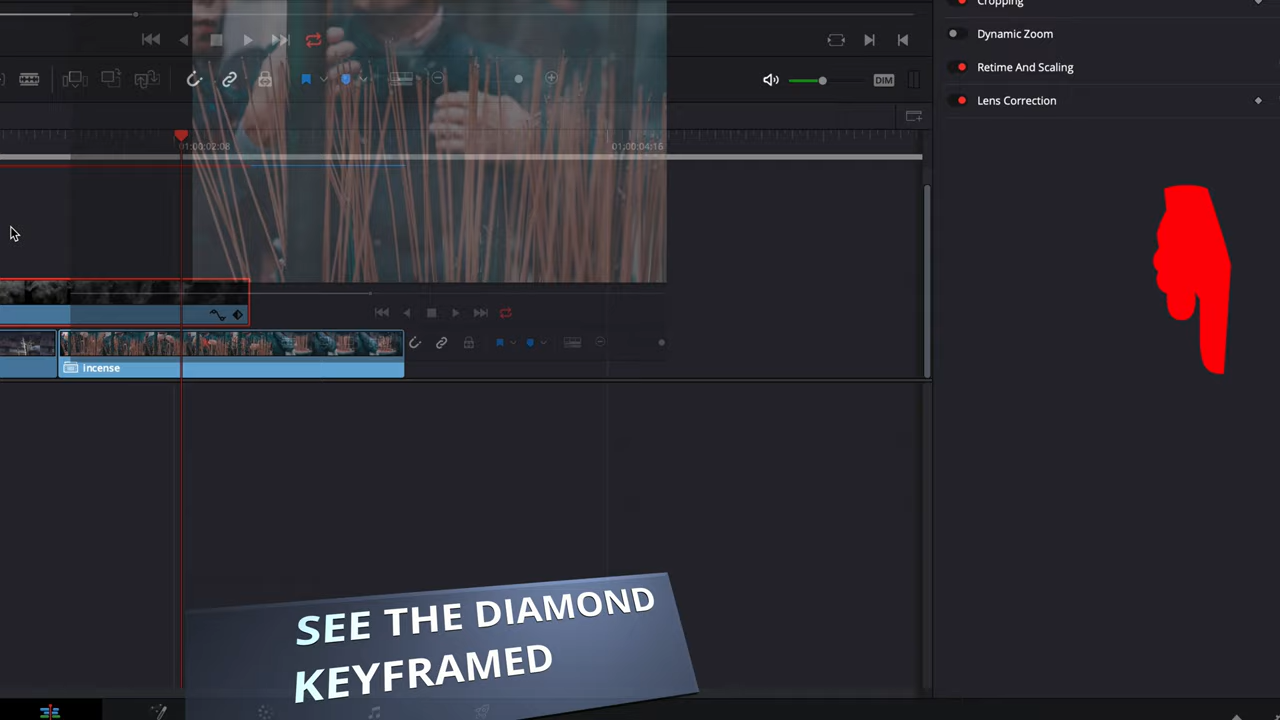 Cropping
Dynamic Zoom
Retime And Scaling
DIM
Lens Correction
01:00:02:08
01:00:04:16
incense
SEE THE DIAMOND
KEYFRAMED